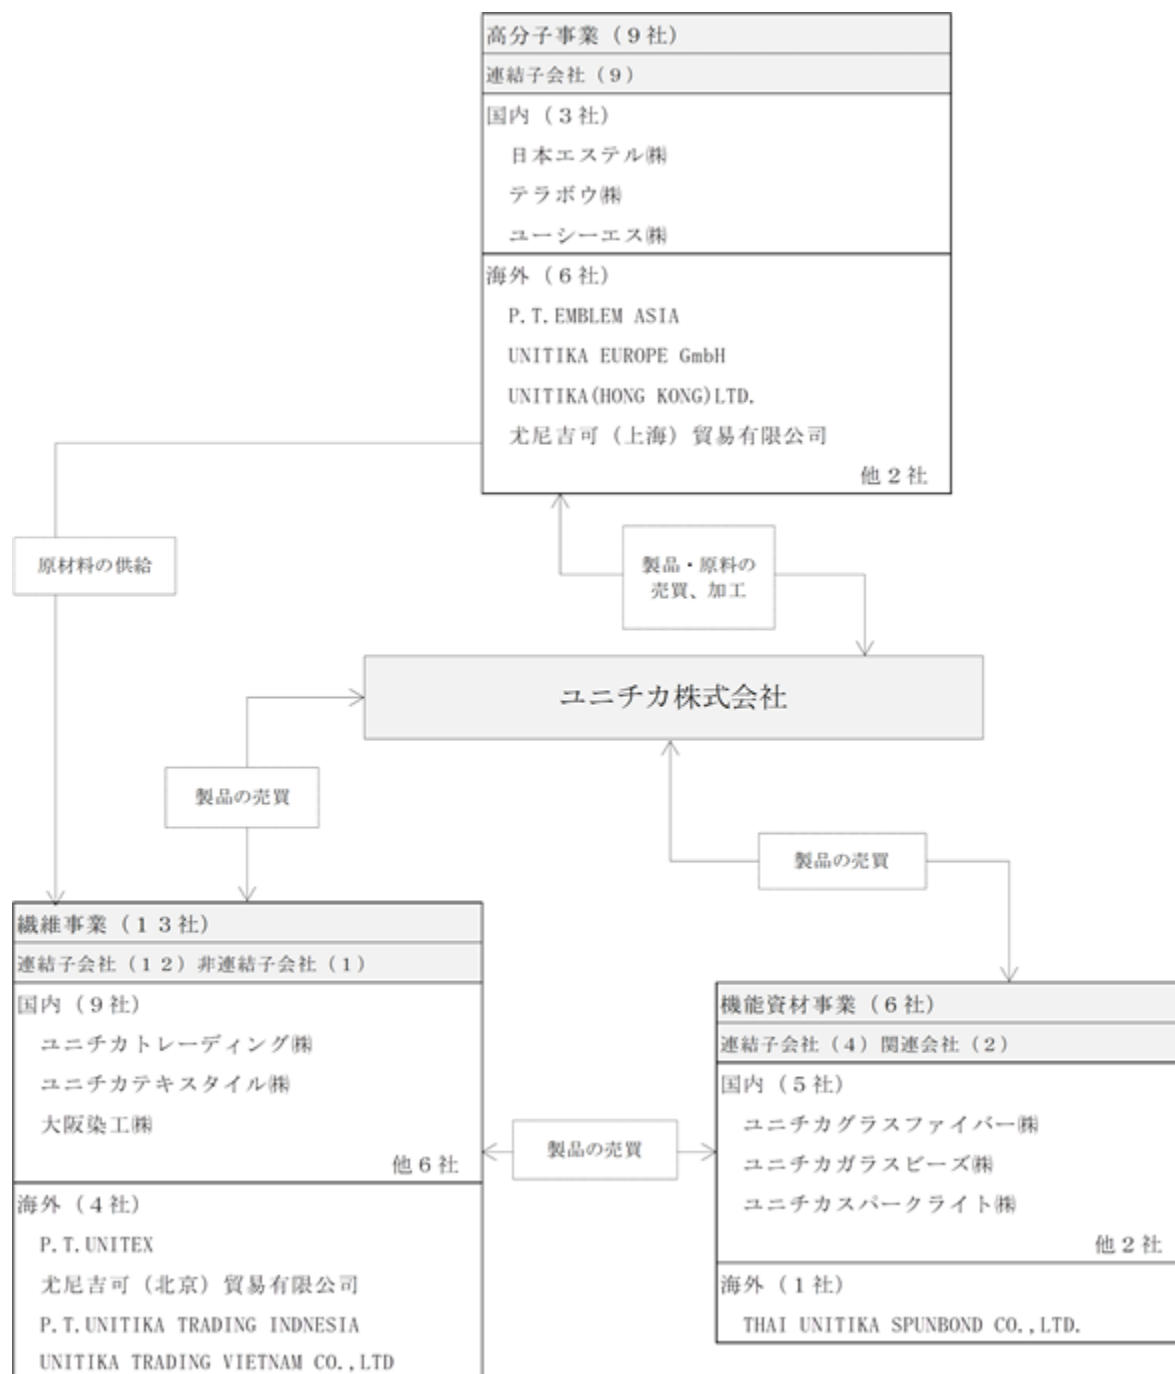 高分子事業（９社）
連結子会社（９）
国内（３社）
日本エステル㈱
テラボウ㈱
ユーシーエス㈱
海外（６社）
P.T.EMBLEM ASIA
UNITIKA EUROPE GmbH
UNITIKA(HONG KONG)LTD.
尤尼吉可（上海）貿易有限公司
他２社
原材料の供給
製品・原料の
売買、加工
ユニチカ株式会社
製品の売買
製品の売買
繊維事業（１３社）
連結子会社（１２）非連結子会社（１）
国内（９社）
ユニチカトレーディング㈱
ユニチカテキスタイル㈱
大阪染工㈱
他６社
海外（４社）
P.T.UNITEX
尤尼吉可（北京）貿易有限公司
P.T.UNITIKA TRADING INDNESIA
UNITIKA TRADING VIETNAM CO.,LTD
製品の売買
機能資材事業（６社）
連結子会社（４）関連会社（２）
国内（５社）
ユニチカグラスファイバー㈱
ユニチカガラスビーズ㈱
ユニチカスパークライト㈱
他２社
海外（１社）
THAI UNITIKA SPUNBOND CO.,LTD.